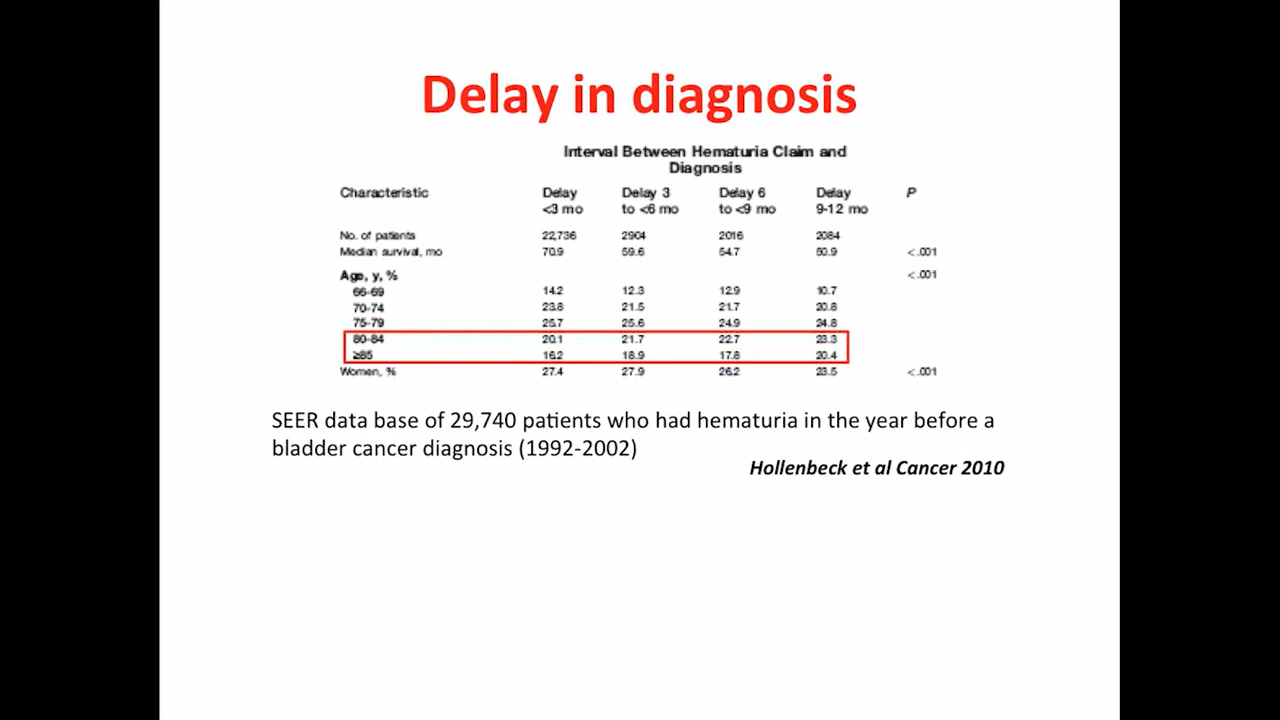 Delay in diagnosis
Interval Between Hematuria Claim and
Diagnosis
Characteristic Delay <3 mo Delay 3 to <6 mo Delay 6 to <9 mo Delay 9-12 mo P
No. of patients 22,736 2904 2016 2084
Median survival, mo 70.9 59.6 54.7 50.9 <.001
Age, y, % <.001
66-69 14.2 12.3 12.9 10.7
70-74 23.8 21.5 21.7 20.8
75-79 25.7 25.6 24.9 24.8
80-84 20.1 21.7 22.7 23.3
≥85 16.2 18.9 17.8 20.4
Women, % 27.4 27.9 26.2 23.5 <.001
SEER data base of 29,740 patients who had hematuria in the year before a
bladder cancer diagnosis (1992-2002)
Hollenbeck et al Cancer 2010